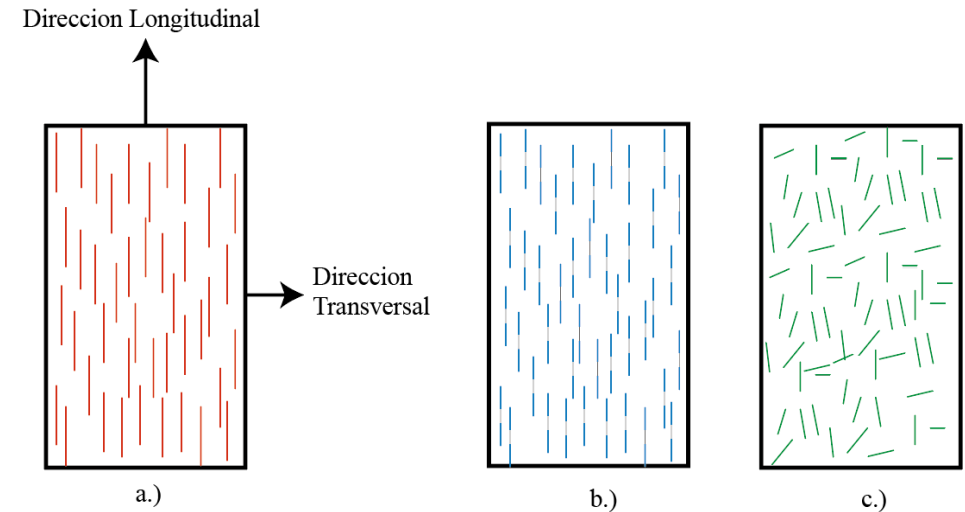 Direccion Longitudinal
Direccion
Transversal
a.)
b.)
c.)